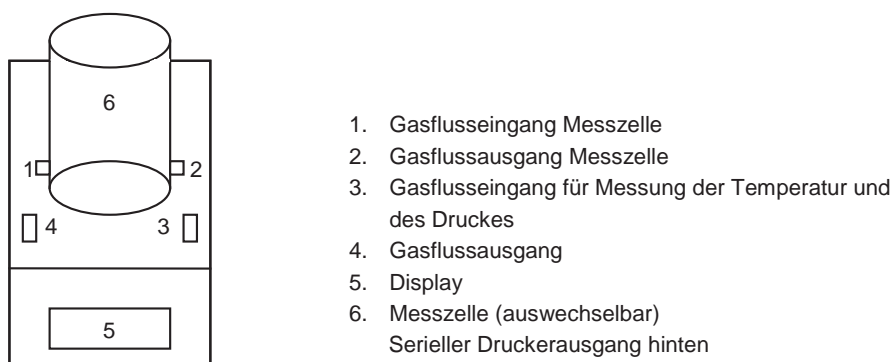 6
1
2
4
3
5
1. Gasflusseingang Messzelle
2. Gasflussausgang Messzelle
3. Gasflusseingang für Messung der Temperatur und
des Druckes
4. Gasflussausgang
5. Display
6. Messzelle (auswechselbar)
Serieller Druckerausgang hinten